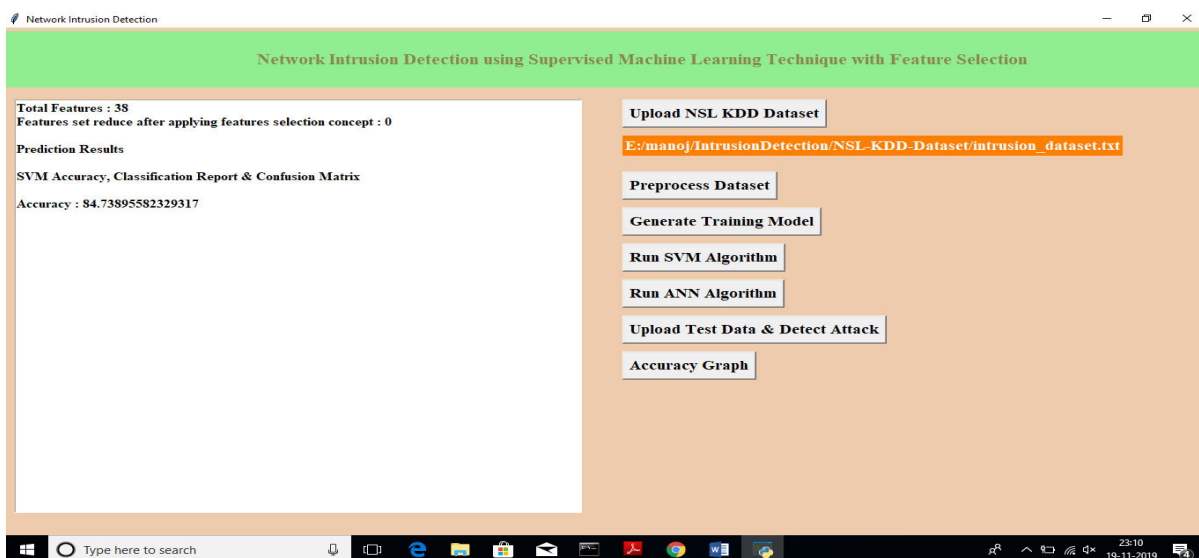 Network Intrusion Detection
Network Intrusion Detection using Supervised Machine Learning Technique with Feature Selection
Total Features : 38
Features set reduce after applying features selection concept : 0
Prediction Results
SVM Accuracy, Classification Report & Confusion Matrix
Accuracy : 84.73895582329317
Upload NSL KDD Dataset
E:/manoj/IntrusionDetection/NSL-KDD-Dataset/intrusion_dataset.txt
Preprocess Dataset
Generate Training Model
Run SVM Algorithm
Run ANN Algorithm
Upload Test Data & Detect Attack
Accuracy Graph
Type here to search
23:10
19-11-2019